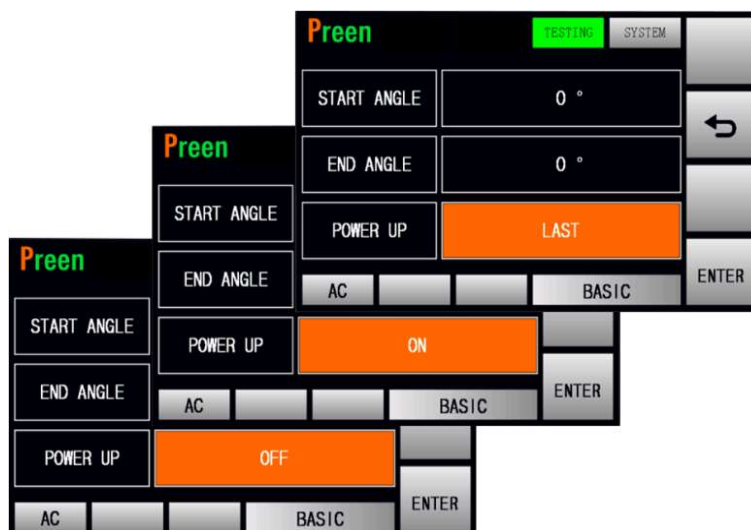 Preen TESTING SYSTEM
START ANGLE 0 °
END ANGLE 0 °
POWER UP LAST
AC BASIC ENTER
Preen
START ANGLE
END ANGLE
POWER UP ON
AC BASIC ENTER
Preen
START ANGLE
END ANGLE
POWER UP OFF
AC BASIC ENTER